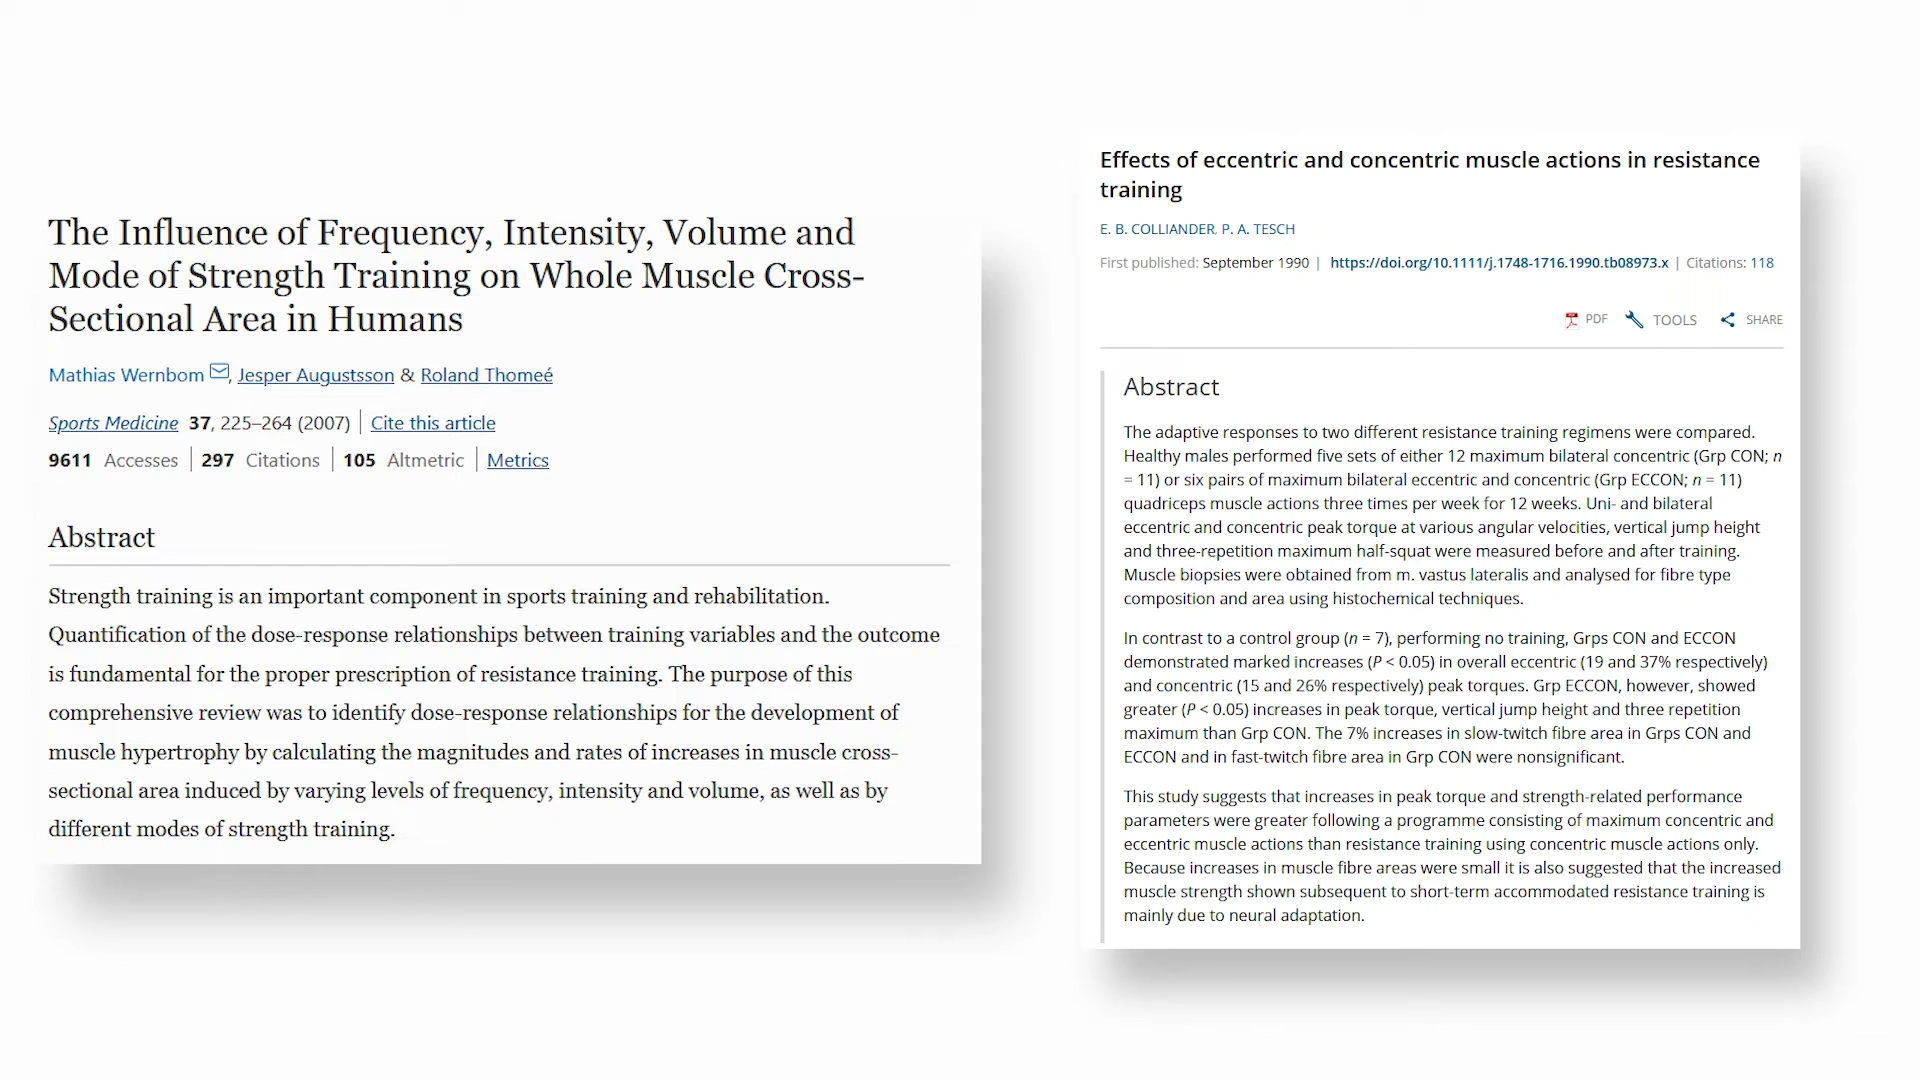 The Influence of Frequency, Intensity, Volume and
Mode of Strength Training on Whole Muscle Cross-
Sectional Area in Humans
Mathias Wernbom, Jesper Augustsson & Roland Thomeé
Sports Medicine 37, 225–264 (2007) | Cite this article
9611 Accesses | 297 Citations | 105 Altmetric | Metrics
Abstract
Strength training is an important component in sports training and rehabilitation.
Quantification of the dose-response relationships between training variables and the outcome
is fundamental for the proper prescription of resistance training. The purpose of this
comprehensive review was to identify dose-response relationships for the development of
muscle hypertrophy by calculating the magnitudes and rates of increases in muscle cross-
sectional area induced by varying levels of frequency, intensity and volume, as well as by
different modes of strength training.
Effects of eccentric and concentric muscle actions in resistance
training
E. B. COLLIANDER, P. A. TESCH
First published: September 1990 | https://doi.org/10.1111/j.1748-1716.1990.tb08973.x | Citations: 118
PDF TOOLS SHARE
Abstract
The adaptive responses to two different resistance training regimens were compared.
Healthy males performed five sets of either 12 maximum bilateral concentric (Grp CON; n
= 11) or six pairs of maximum bilateral eccentric and concentric (Grp ECCON; n = 11)
quadriceps muscle actions three times per week for 12 weeks. Uni- and bilateral
eccentric and concentric peak torque at various angular velocities, vertical jump height
and three-repetition maximum half-squat were measured before and after training.
Muscle biopsies were obtained from m. vastus lateralis and analysed for fibre type
composition and area using histochemical techniques.
In contrast to a control group (n = 7), performing no training, Grps CON and ECCON
demonstrated marked increases (P < 0.05) in overall eccentric (19 and 37% respectively)
and concentric (15 and 26% respectively) peak torques. Grp ECCON, however, showed
greater (P < 0.05) increases in peak torque, vertical jump height and three repetition
maximum than Grp CON. The 7% increases in slow-twitch fibre area in Grps CON and
ECCON and in fast-twitch fibre area in Grp CON were nonsignificant.
This study suggests that increases in peak torque and strength-related performance
parameters were greater following a programme consisting of maximum concentric and
eccentric muscle actions than resistance training using concentric muscle actions only.
Because increases in muscle fibre areas were small it is also suggested that the increased
muscle strength shown subsequent to short-term accommodated resistance training is
mainly due to neural adaptation.